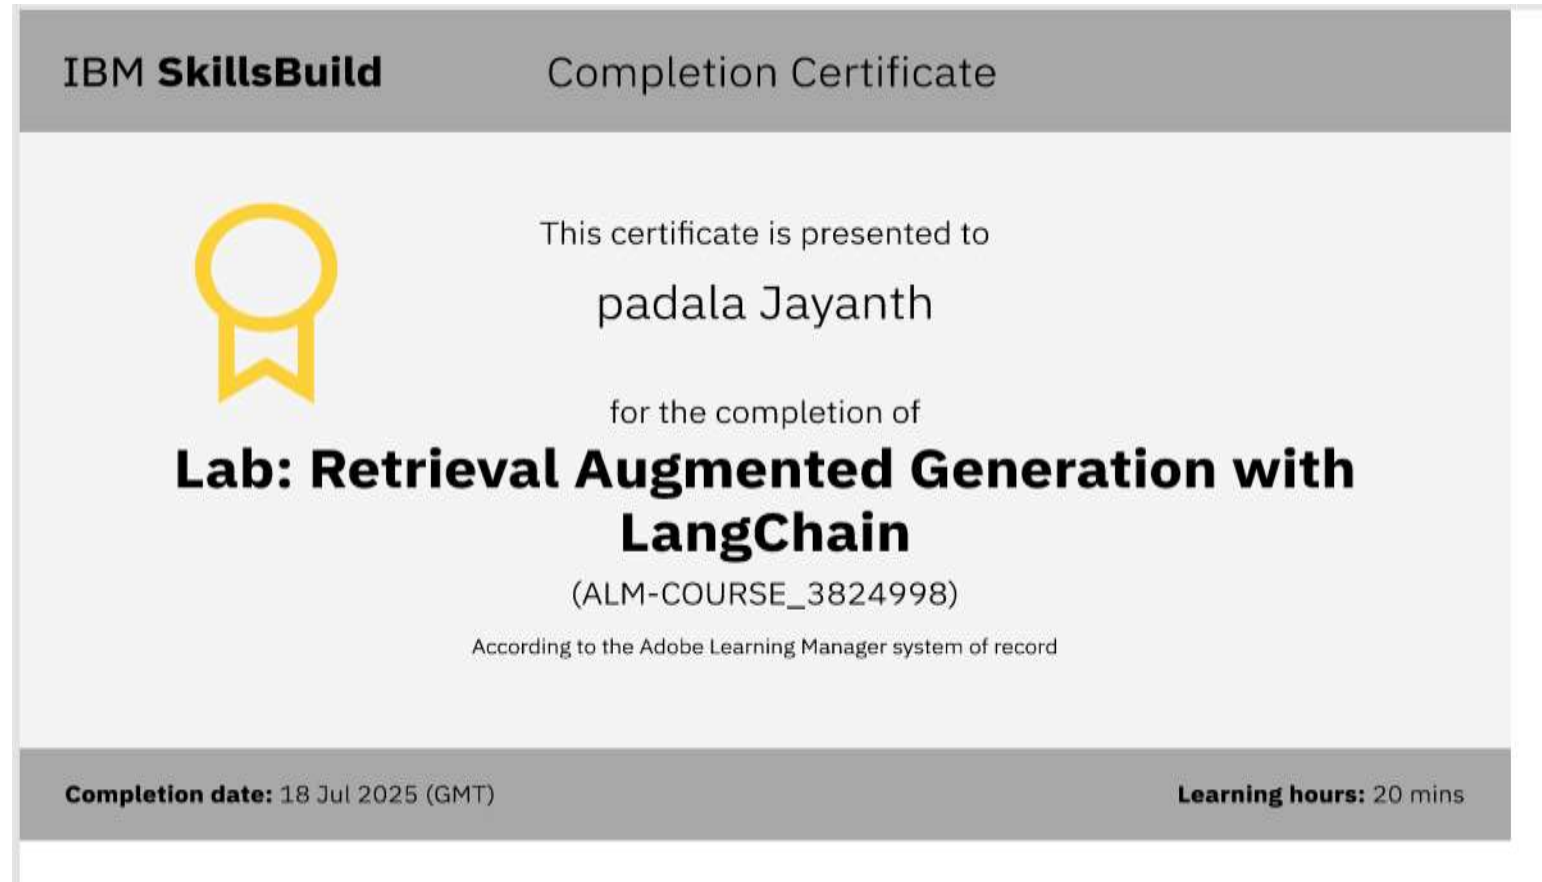 IBM SkillsBuild
Completion Certificate
This certificate is presented to
padala Jayanth
for the completion of
Lab: Retrieval Augmented Generation with
LangChain
(ALM-COURSE_3824998)
According to the Adobe Learning Manager system of record
Completion date: 18 Jul 2025 (GMT)
Learning hours: 20 mins